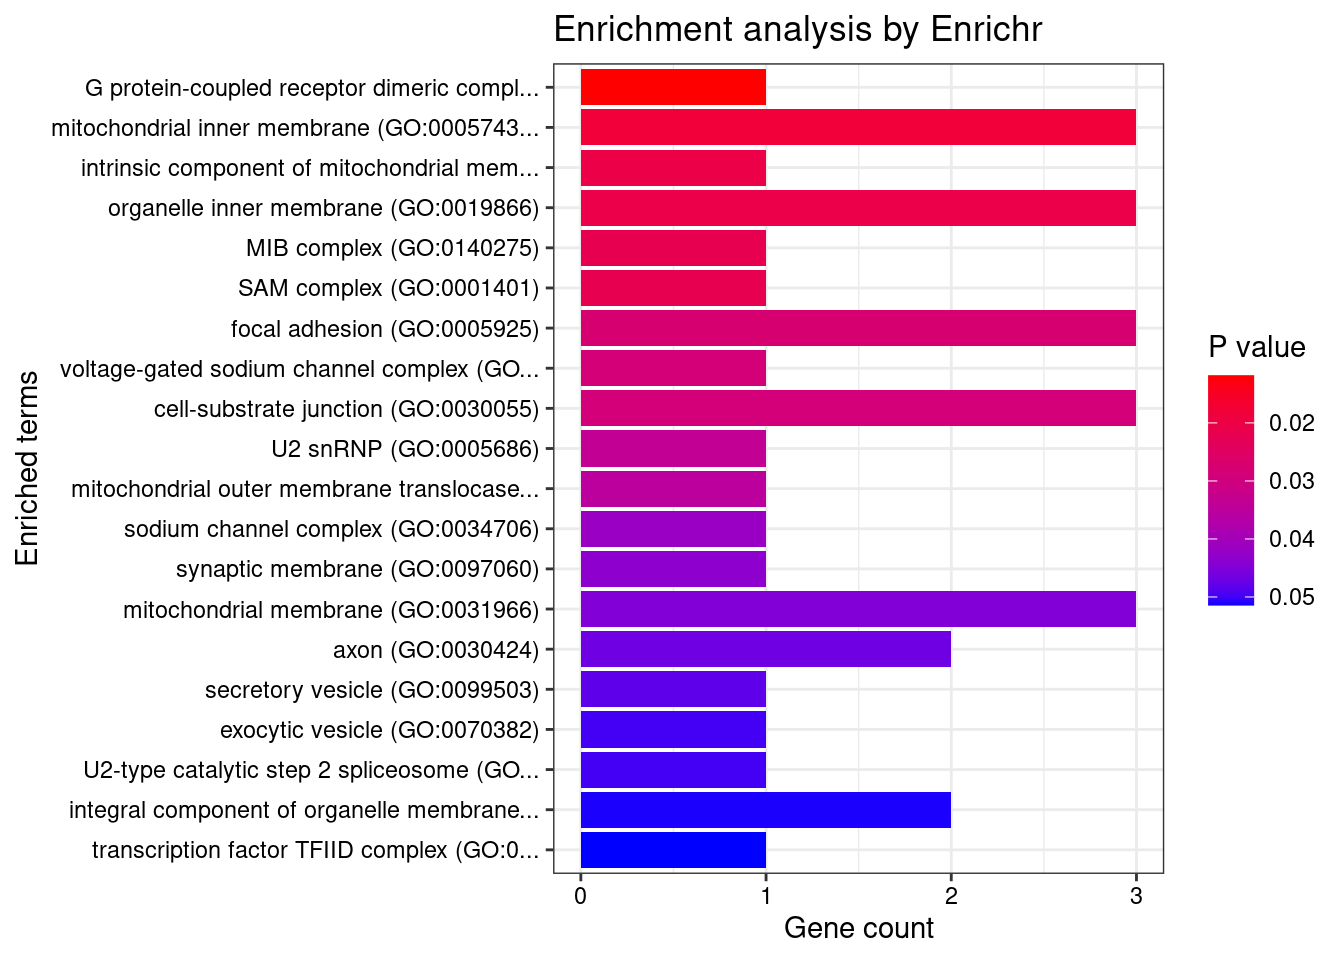 Enrichment analysis by Enrichr
G protein-coupled receptor dimeric compl...
mitochondrial inner membrane (GO:0005743...
intrinsic component of mitochondrial mem...
organelle inner membrane (GO:0019866)
MIB complex (GO:0140275)
SAM complex (GO:0001401)
focal adhesion (GO:0005925)
voltage-gated sodium channel complex (GO...
cell-substrate junction (GO:0030055)
U2 snRNP (GO:0005686)
mitochondrial outer membrane translocase...
sodium channel complex (GO:0034706)
synaptic membrane (GO:0097060)
mitochondrial membrane (GO:0031966)
axon (GO:0030424)
secretory vesicle (GO:0099503)
exocytic vesicle (GO:0070382)
U2-type catalytic step 2 spliceosome (GO...
integral component of organelle membrane...
transcription factor TFIID complex (GO:0...
Enriched terms
0 1 2 3
Gene count
P value
0.02
0.03
0.04
0.05